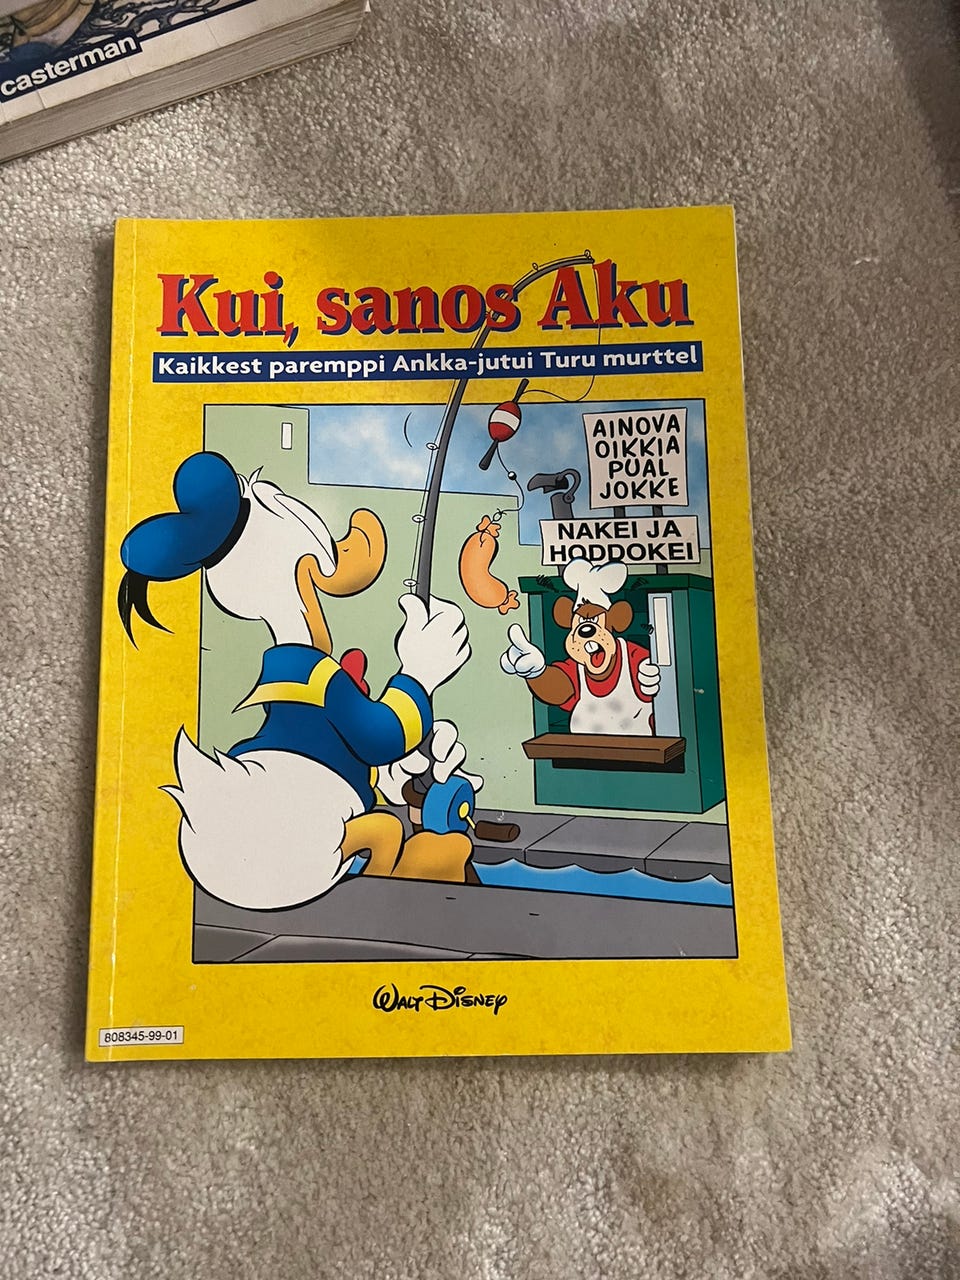 casterman
Kui, sanos Aku
Kaikkest paremppi Ankka-jutui Turu murttel
AINOVA
OIKKIA
PUAL
JOKKE
NAKEI JA
HODDOKEI
WALT DISNEY
808345-99-01